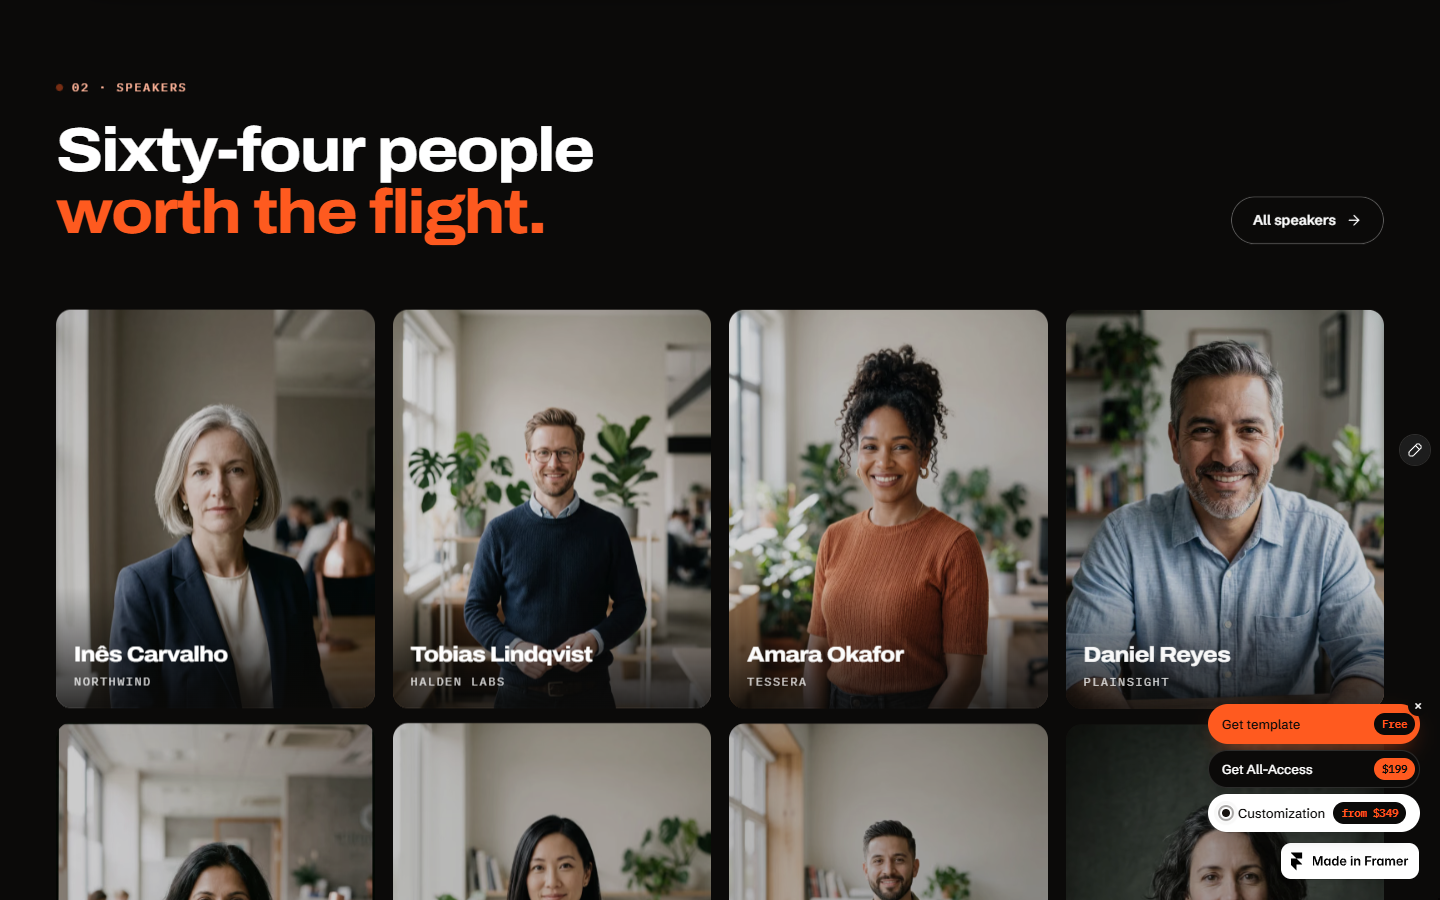 02 · SPEAKERS
Sixty-four people
worth the flight.
All speakers →
Inês Carvalho
NORTHWIND
Tobias Lindqvist
HALDEN LABS
Amara Okafor
TESSERA
Daniel Reyes
PLAINSIGHT
Get template Free
Get All-Access $199
Customization from $349
Made in Framer